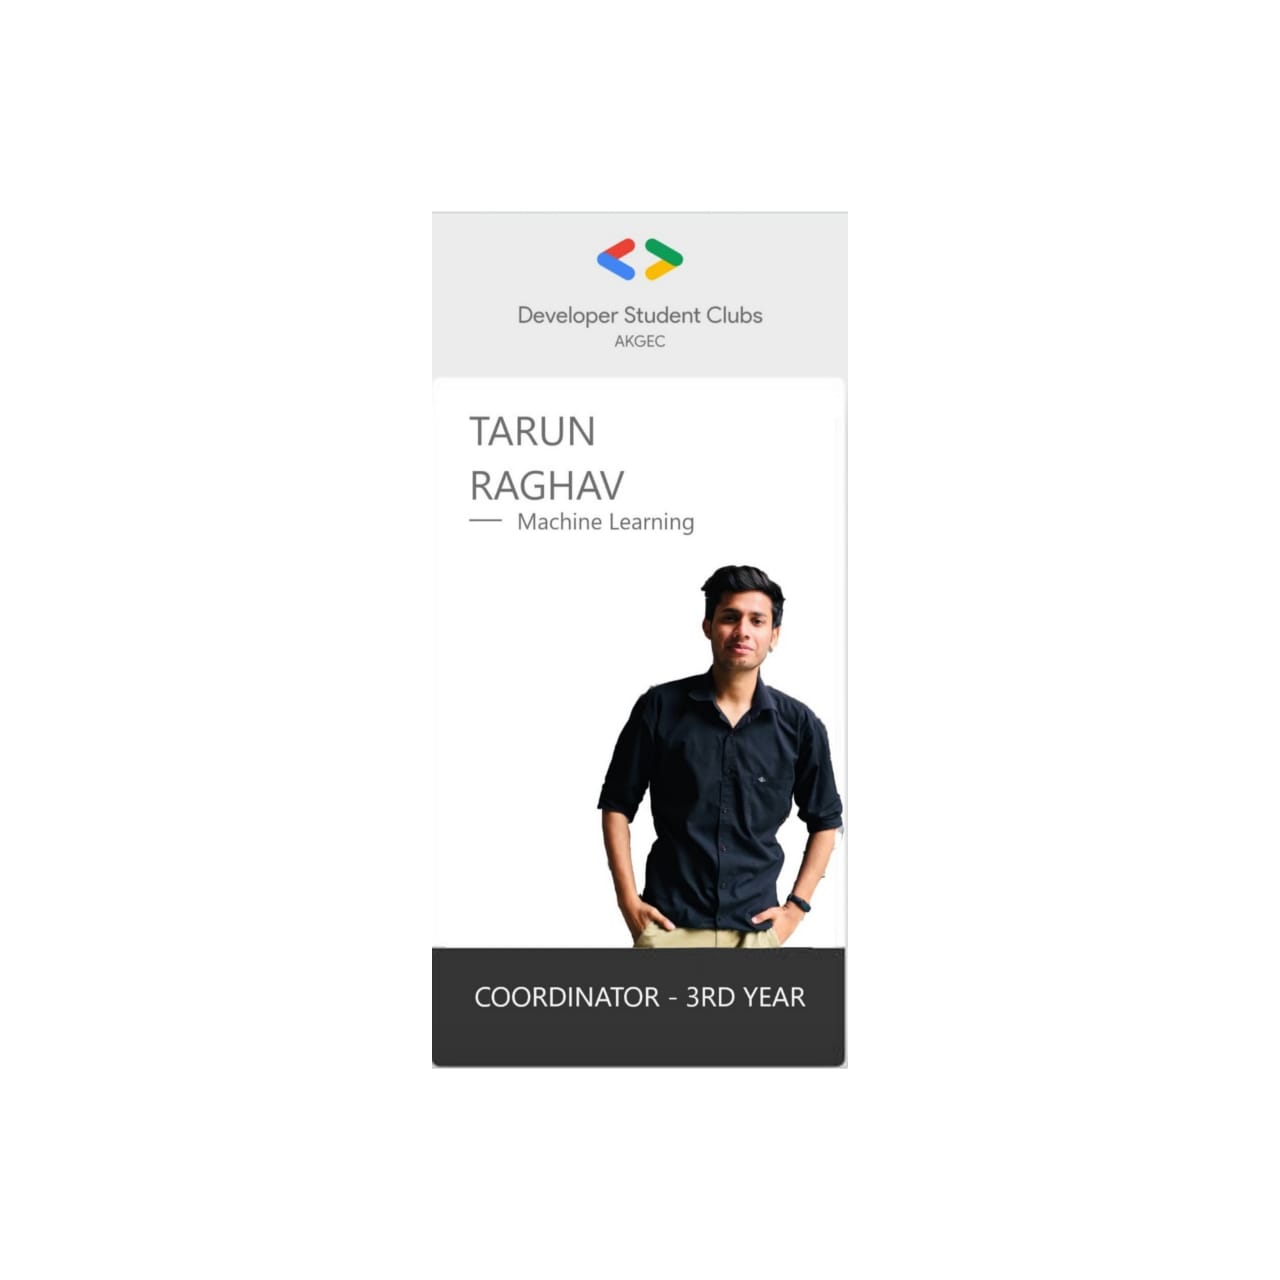 Developer Student Clubs
AKGEC
TARUN
RAGHAV
Machine Learning
COORDINATOR - 3RD YEAR